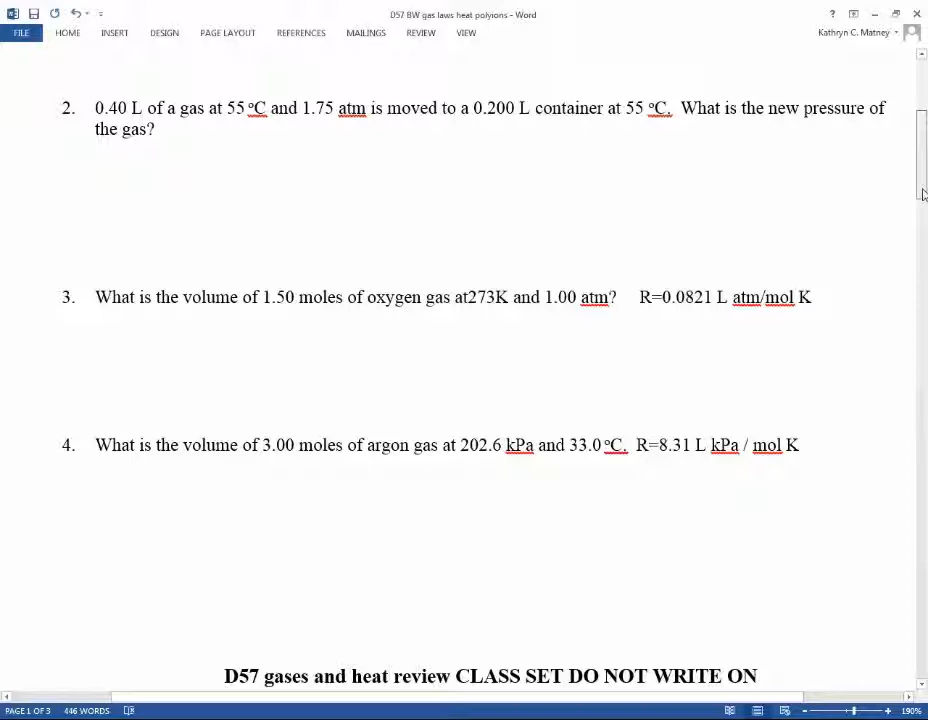 D57 BW gas laws heat polyions - Word
FILE HOME INSERT DESIGN PAGE LAYOUT REFERENCES MAILINGS REVIEW VIEW
Kathryn C. Matney
2. 0.40 L of a gas at 55 °C and 1.75 atm is moved to a 0.200 L container at 55 °C. What is the new pressure of
the gas?
3. What is the volume of 1.50 moles of oxygen gas at273K and 1.00 atm? R=0.0821 L atm/mol K
4. What is the volume of 3.00 moles of argon gas at 202.6 kPa and 33.0 °C. R=8.31 L kPa / mol K
D57 gases and heat review CLASS SET DO NOT WRITE ON
PAGE 1 OF 3 446 WORDS 190%